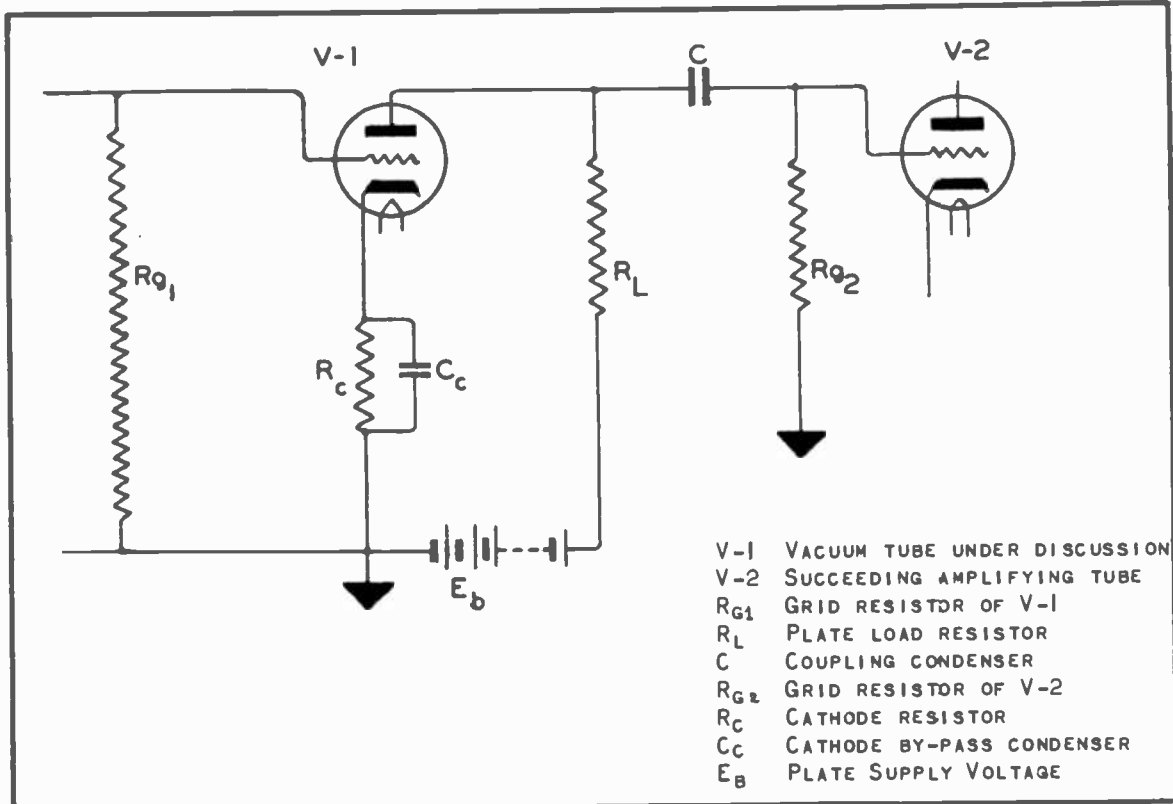 V-1
C
V-2
Rg1
RL
Rg2
Rc
Cc
Eb
V-1 VACUUM TUBE UNDER DISCUSSION
V-2 SUCCEEDING AMPLIFYING TUBE
RG1 GRID RESISTOR OF V-1
RL PLATE LOAD RESISTOR
C COUPLING CONDENSER
RG2 GRID RESISTOR OF V-2
RC CATHODE RESISTOR
CC CATHODE BY-PASS CONDENSER
EB PLATE SUPPLY VOLTAGE